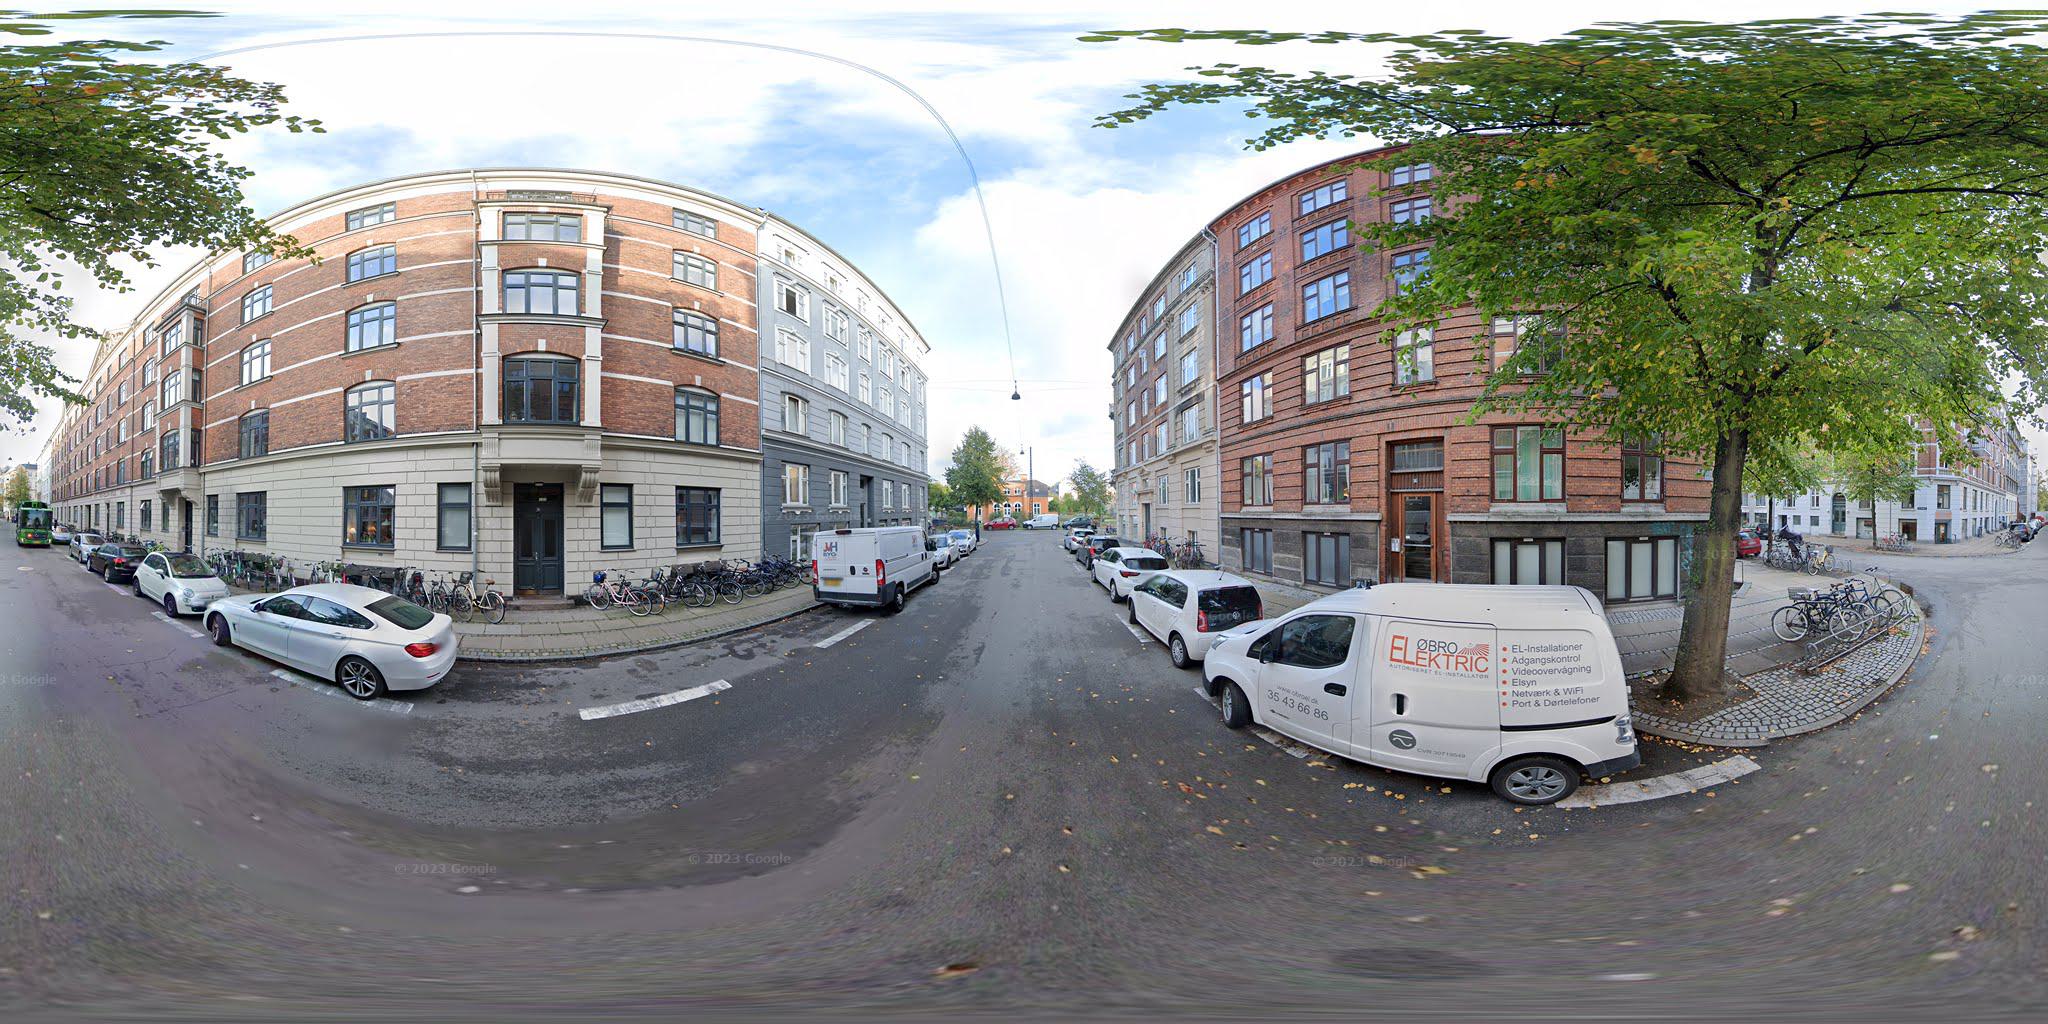 ØBRO
ELEKTRIC
AUTORISERET EL-INSTALLATØR
EL-Installationer
Adgangskontrol
Videoovervågning
Elsyn
Netværk & WiFi
Port & Dørtelefoner
www.obroel.dk
35 43 66 86
© 2023 Google
© 2023 Google
© 2023 Google